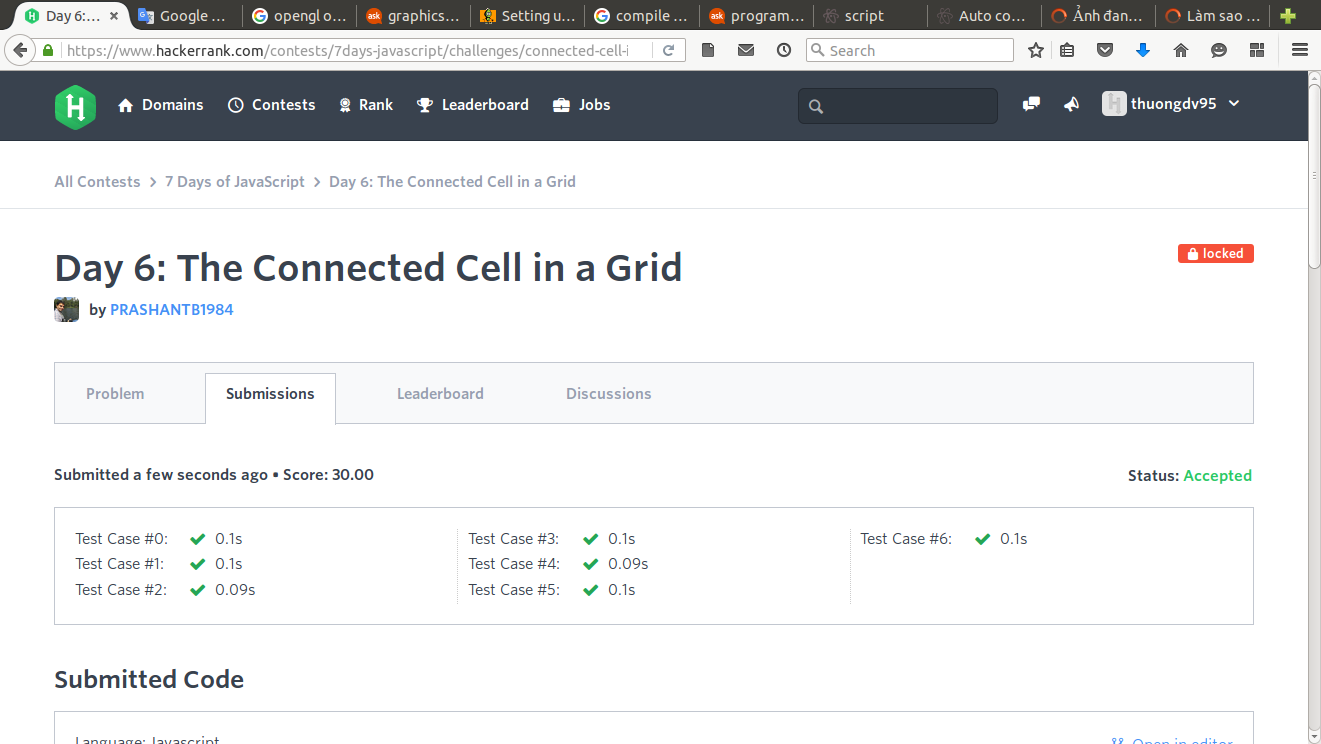 Day 6:...
Google ...
opengl o...
graphics...
Setting u...
compile ...
program...
script
Auto co...
Ảnh đan...
Làm sao ...
https://www.hackerrank.com/contests/7days-javascript/challenges/connected-cell-i
Search
Domains
Contests
Rank
Leaderboard
Jobs
thuongdv95
All Contests > 7 Days of JavaScript > Day 6: The Connected Cell in a Grid
Day 6: The Connected Cell in a Grid
locked
by PRASHANTB1984
Problem
Submissions
Leaderboard
Discussions
Submitted a few seconds ago • Score: 30.00
Status: Accepted
Test Case #0: 0.1s
Test Case #1: 0.1s
Test Case #2: 0.09s
Test Case #3: 0.1s
Test Case #4: 0.09s
Test Case #5: 0.1s
Test Case #6: 0.1s
Submitted Code
Language: Javascript
Open in editor